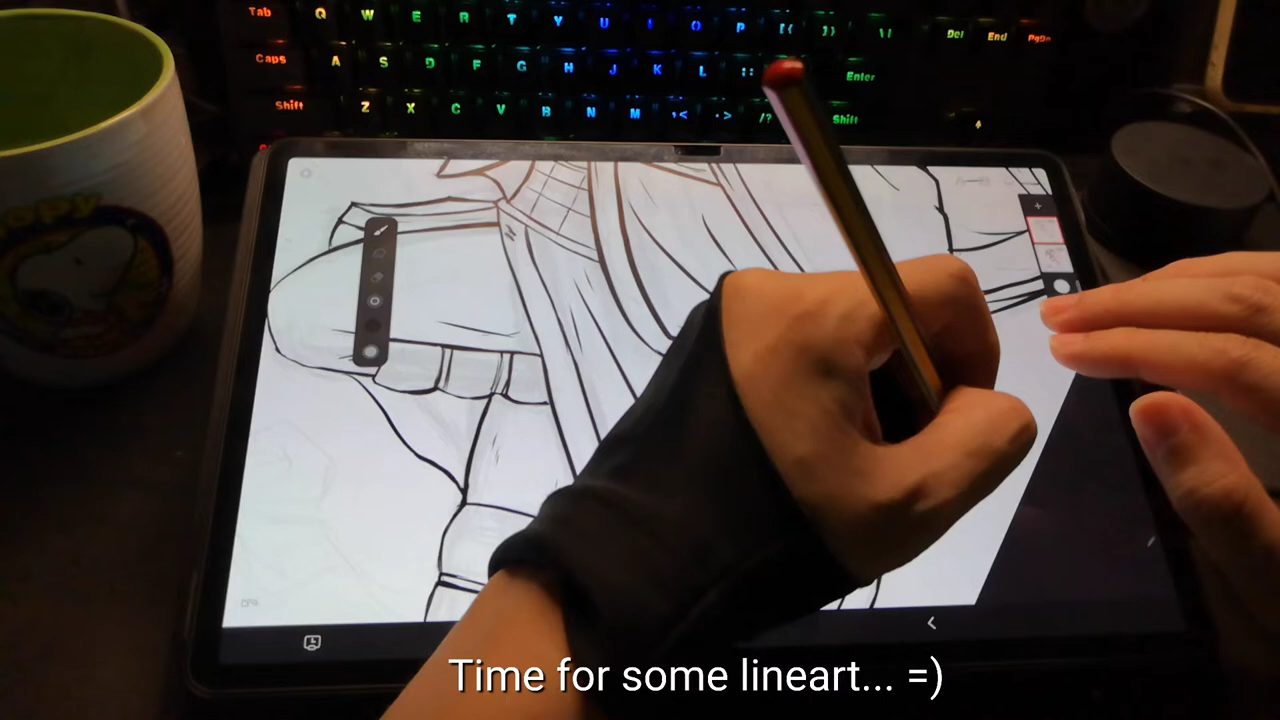 Tab Q W E R T Y U I O P [{ ]} \| Del End PgDn
Caps A S D F G H J K L :; Enter
Shift Z X C V B N M ,< .> /? Shift
Time for some lineart... =)